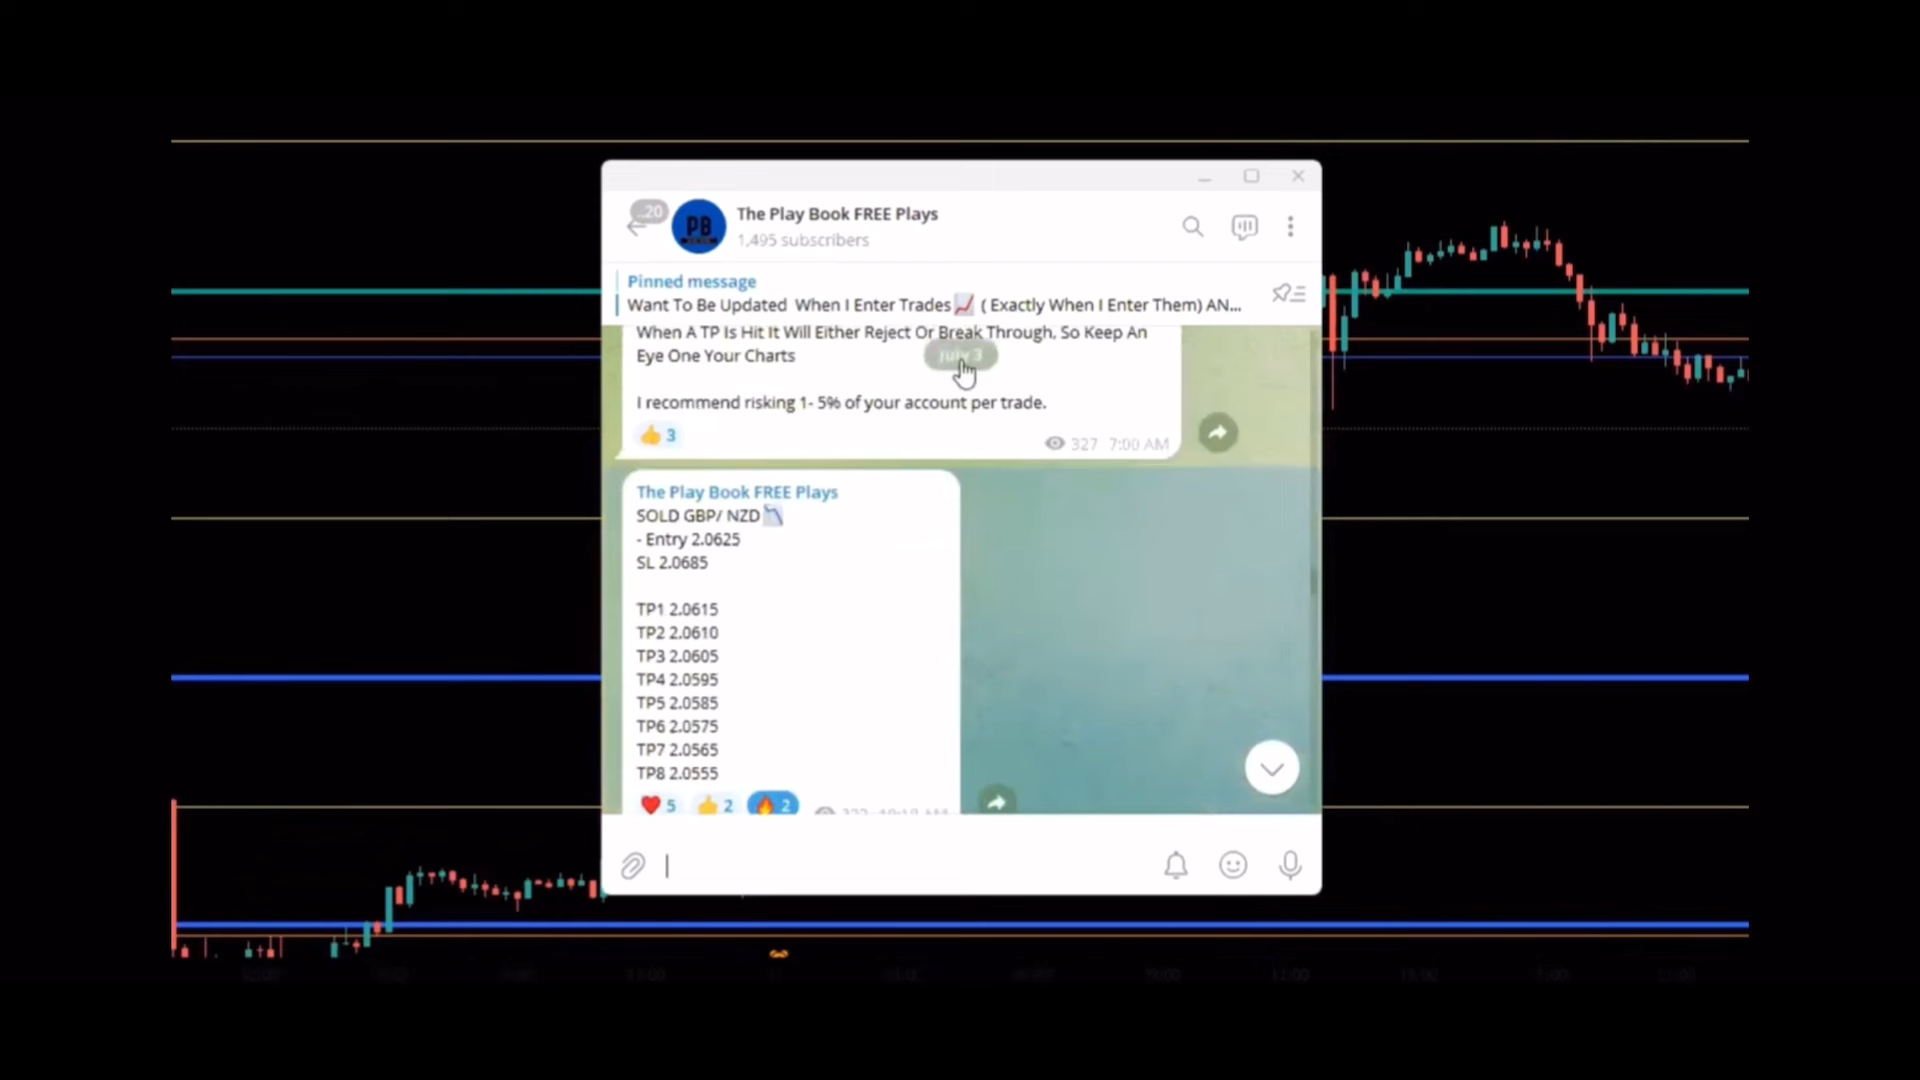 ..20
PB
The Play Book FREE Plays
1,495 subscribers
Pinned message
Want To Be Updated When I Enter Trades📈 ( Exactly When I Enter Them) AN...
When A TP Is Hit It Will Either Reject Or Break Through, So Keep An
Eye One Your Charts
July 3
I recommend risking 1- 5% of your account per trade.
👍 3
327 7:00 AM
The Play Book FREE Plays
SOLD GBP/ NZD📉
- Entry 2.0625
SL 2.0685
TP1 2.0615
TP2 2.0610
TP3 2.0605
TP4 2.0595
TP5 2.0585
TP6 2.0575
TP7 2.0565
TP8 2.0555
❤️ 5 👍 2 🔥 2